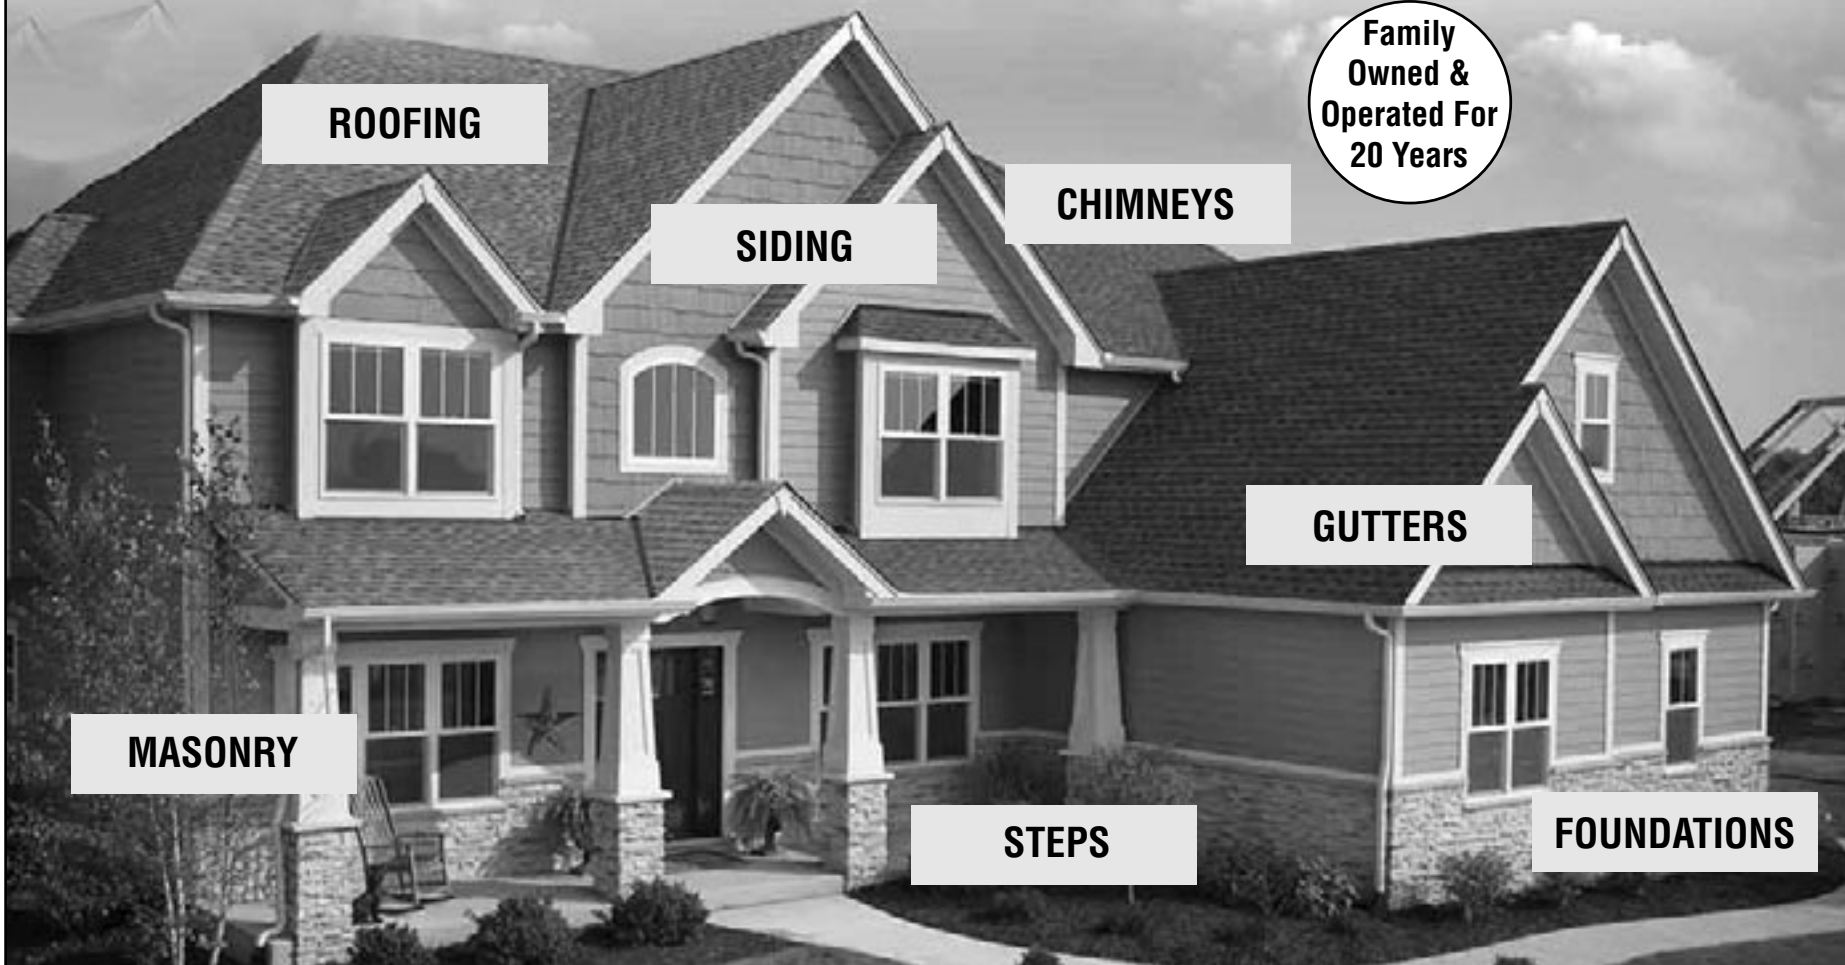 Family
Owned &
Operated For
20 Years
ROOFING
CHIMNEYS
SIDING
GUTTERS
MASONRY
STEPS
FOUNDATIONS